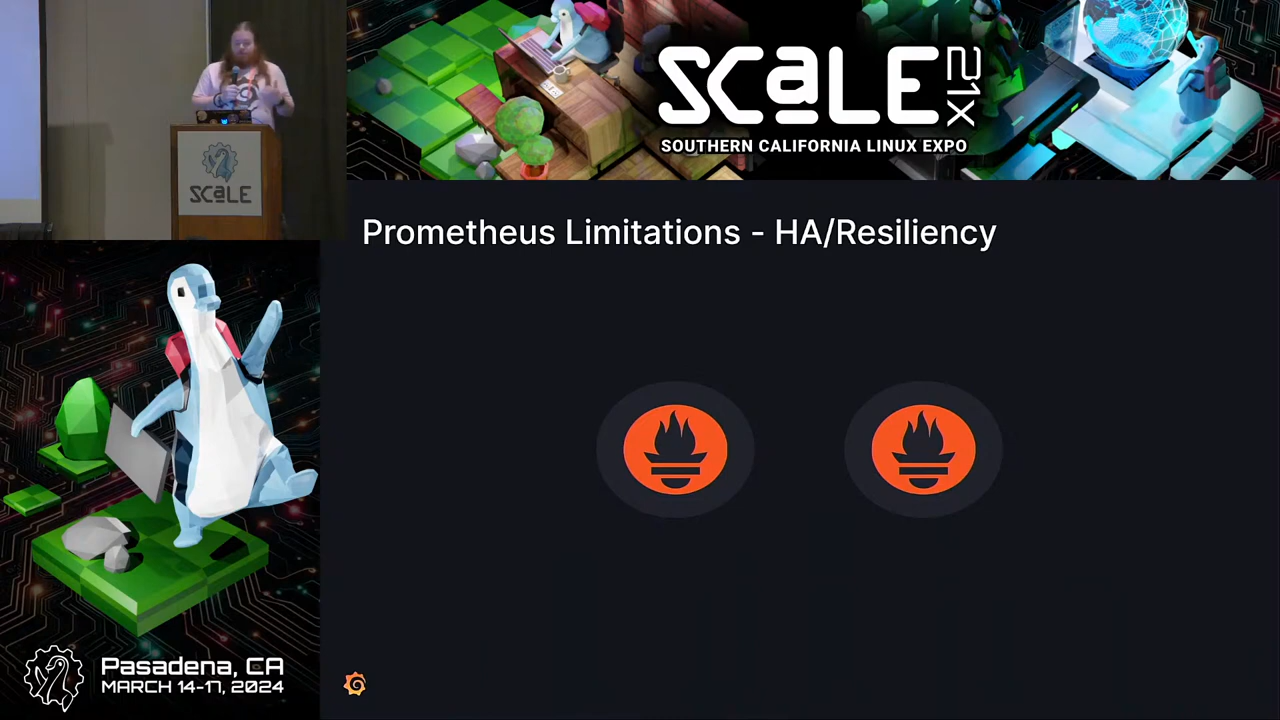 SCaLE 21X
SOUTHERN CALIFORNIA LINUX EXPO
SCaLE
Prometheus Limitations - HA/Resiliency
Pasadena, CA
MARCH 14-17, 2024